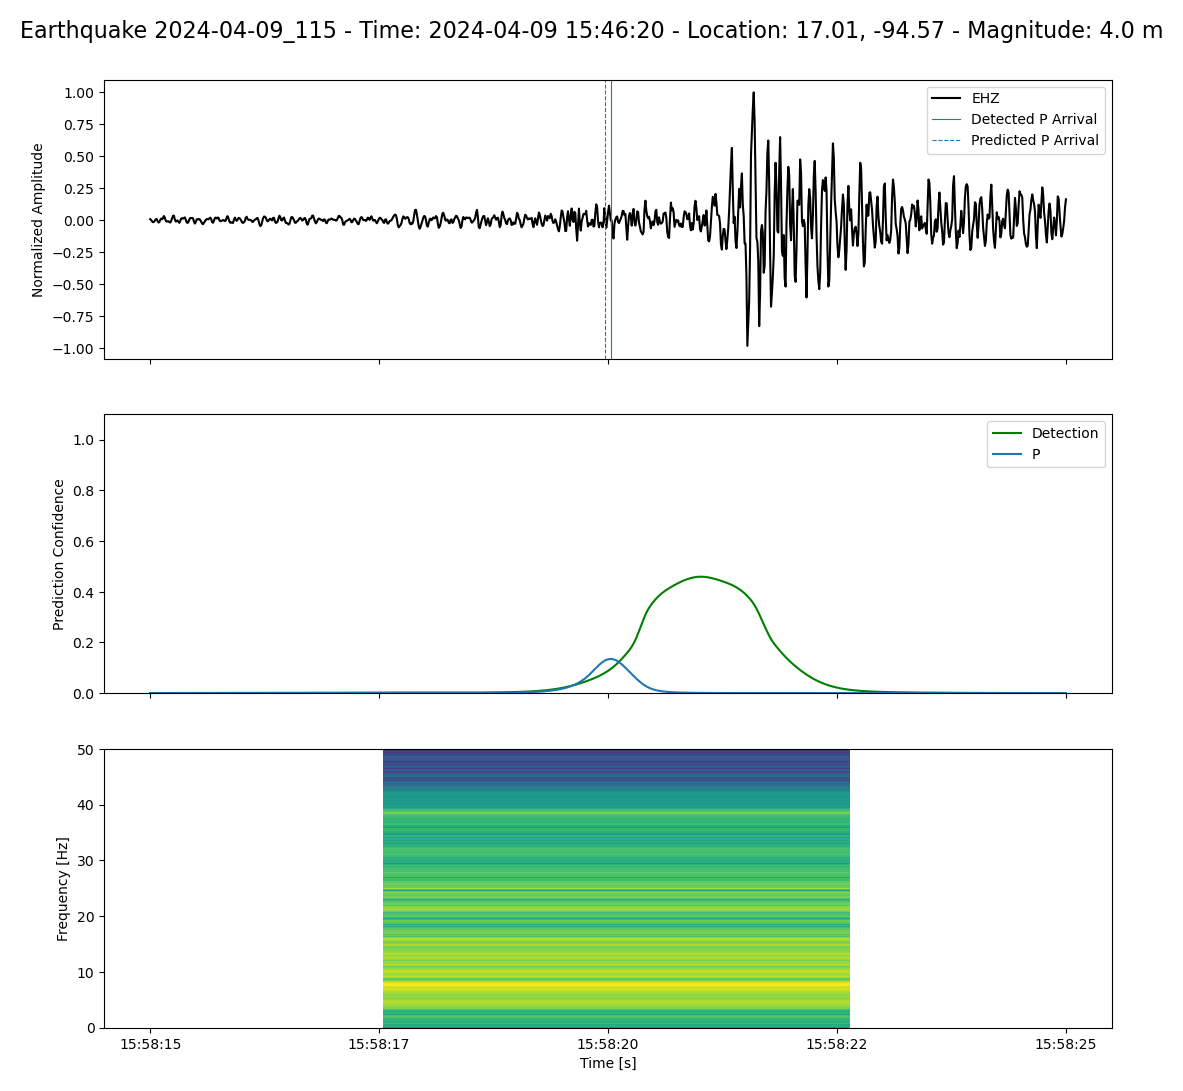 Earthquake 2024-04-09_115 - Time: 2024-04-09 15:46:20 - Location: 17.01, -94.57 - Magnitude: 4.0 m
Normalized Amplitude
1.00
0.75
0.50
0.25
0.00
−0.25
−0.50
−0.75
−1.00
EHZ
Detected P Arrival
Predicted P Arrival
Prediction Confidence
1.0
0.8
0.6
0.4
0.2
0.0
Detection
P
Frequency [Hz]
50
40
30
20
10
0
15:58:15 15:58:17 15:58:20 15:58:22 15:58:25
Time [s]